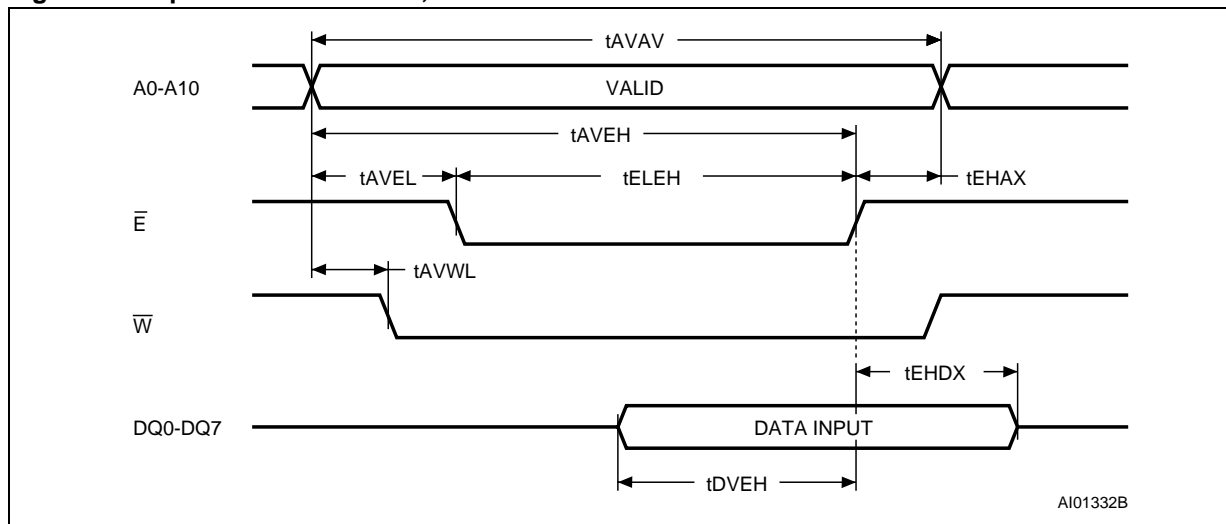 tAVAV
A0-A10
VALID
tAVEH
tAVEL
tELEH
tEHAX
E̅
tAVWL
W̅
tEHDX
DQ0-DQ7
DATA INPUT
tDVEH
AI01332B